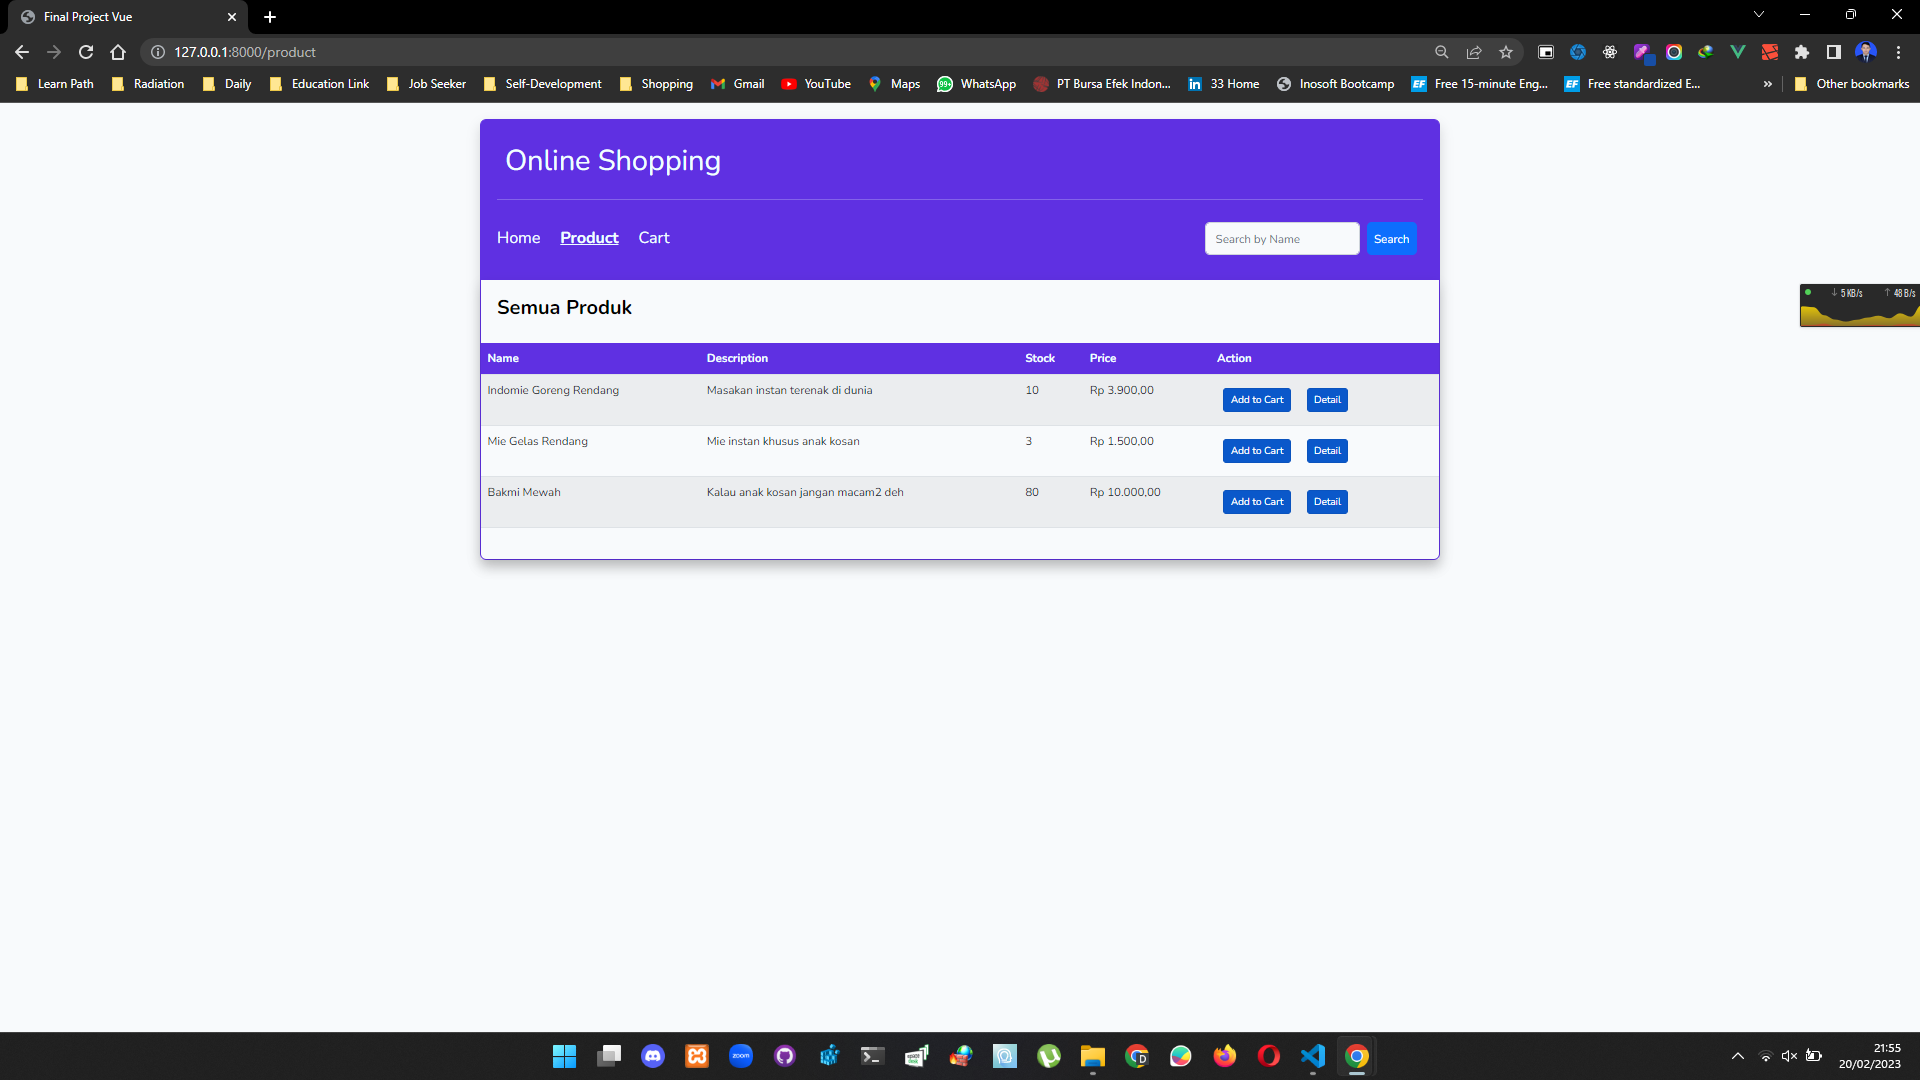 Final Project Vue
127.0.0.1:8000/product
Learn Path Radiation Daily Education Link Job Seeker Self-Development Shopping Gmail YouTube Maps 99+ WhatsApp PT Bursa Efek Indon... in 33 Home Inosoft Bootcamp EF Free 15-minute Eng... EF Free standardized E... » Other bookmarks
Online Shopping
Home Product Cart Search by Name Search
5 KB/s 48 B/s
Semua Produk
Name Description Stock Price Action
Indomie Goreng Rendang Masakan instan terenak di dunia 10 Rp 3.900,00 Add to Cart Detail
Mie Gelas Rendang Mie instan khusus anak kosan 3 Rp 1.500,00 Add to Cart Detail
Bakmi Mewah Kalau anak kosan jangan macam2 deh 80 Rp 10.000,00 Add to Cart Detail
zoom
D
21:55
20/02/2023